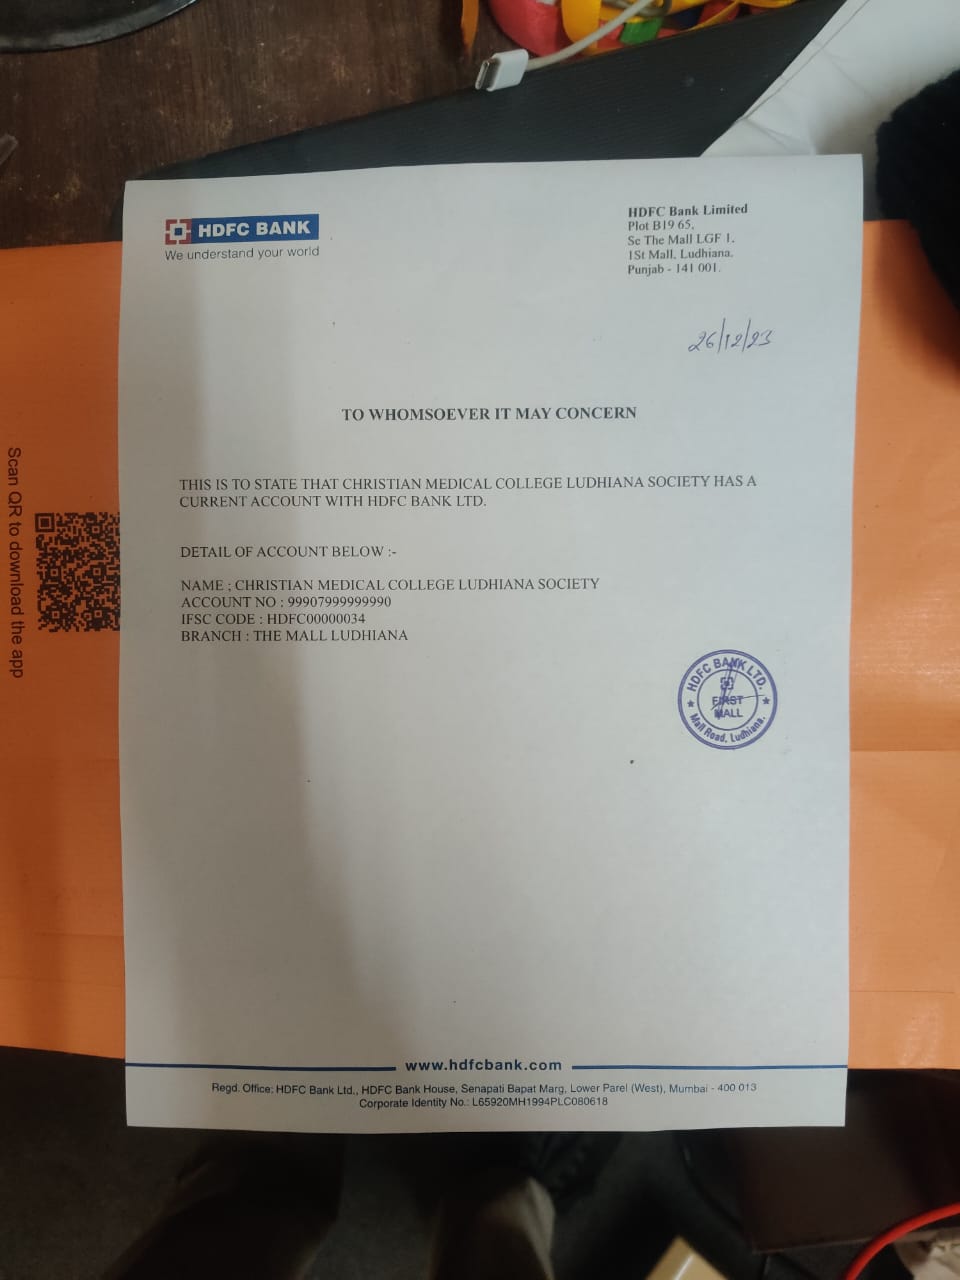 HDFC BANK
We understand your world
HDFC Bank Limited
Plot B19 65,
Sc The Mall LGF 1.
1St Mall, Ludhiana.
Punjab - 141 001.
26/12/23
TO WHOMSOEVER IT MAY CONCERN
THIS IS TO STATE THAT CHRISTIAN MEDICAL COLLEGE LUDHIANA SOCIETY HAS A
CURRENT ACCOUNT WITH HDFC BANK LTD.
DETAIL OF ACCOUNT BELOW :-
NAME ; CHRISTIAN MEDICAL COLLEGE LUDHIANA SOCIETY
ACCOUNT NO : 99907999999990
IFSC CODE : HDFC00000034
BRANCH : THE MALL LUDHIANA
HDFC BANK LTD.
FIRST
MALL
Mall Road, Ludhiana.
www.hdfcbank.com
Regd. Office: HDFC Bank Ltd., HDFC Bank House, Senapati Bapat Marg, Lower Parel (West), Mumbai - 400 013
Corporate Identity No.: L65920MH1994PLC080618
Scan QR to download the app